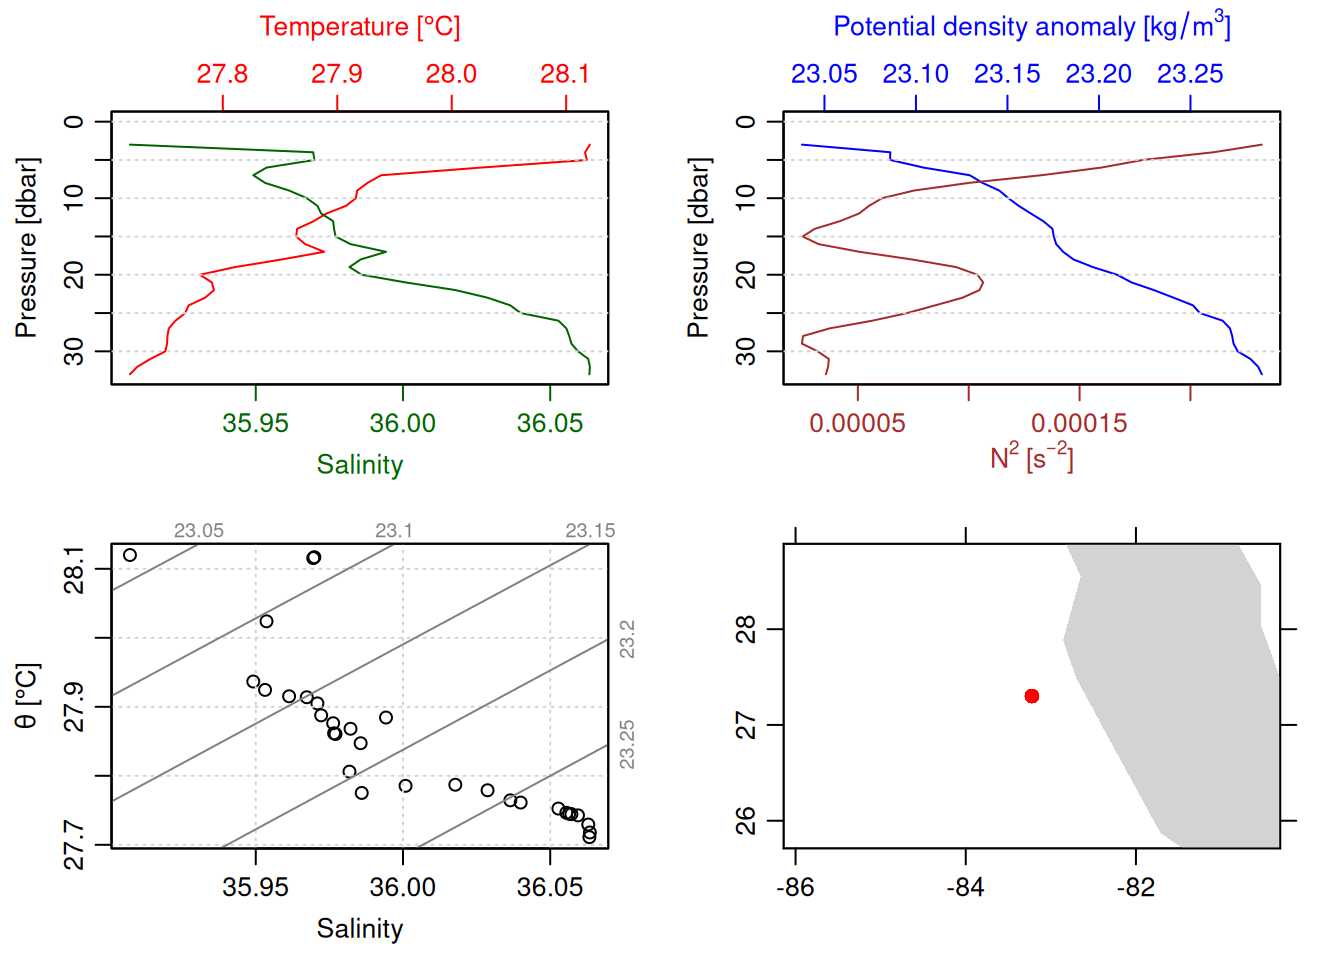 Temperature [°C]
27.8 27.9 28.0 28.1
Pressure [dbar]
0 10 20 30
35.95 36.00 36.05
Salinity
Potential density anomaly [kg/m³]
23.05 23.10 23.15 23.20 23.25
Pressure [dbar]
0 10 20 30
0.00005 0.00015
N² [s⁻²]
23.05 23.1 23.15
23.2
23.25
θ [°C]
28.1 27.9 27.7
35.95 36.00 36.05
Salinity
28 27 26
-86 -84 -82